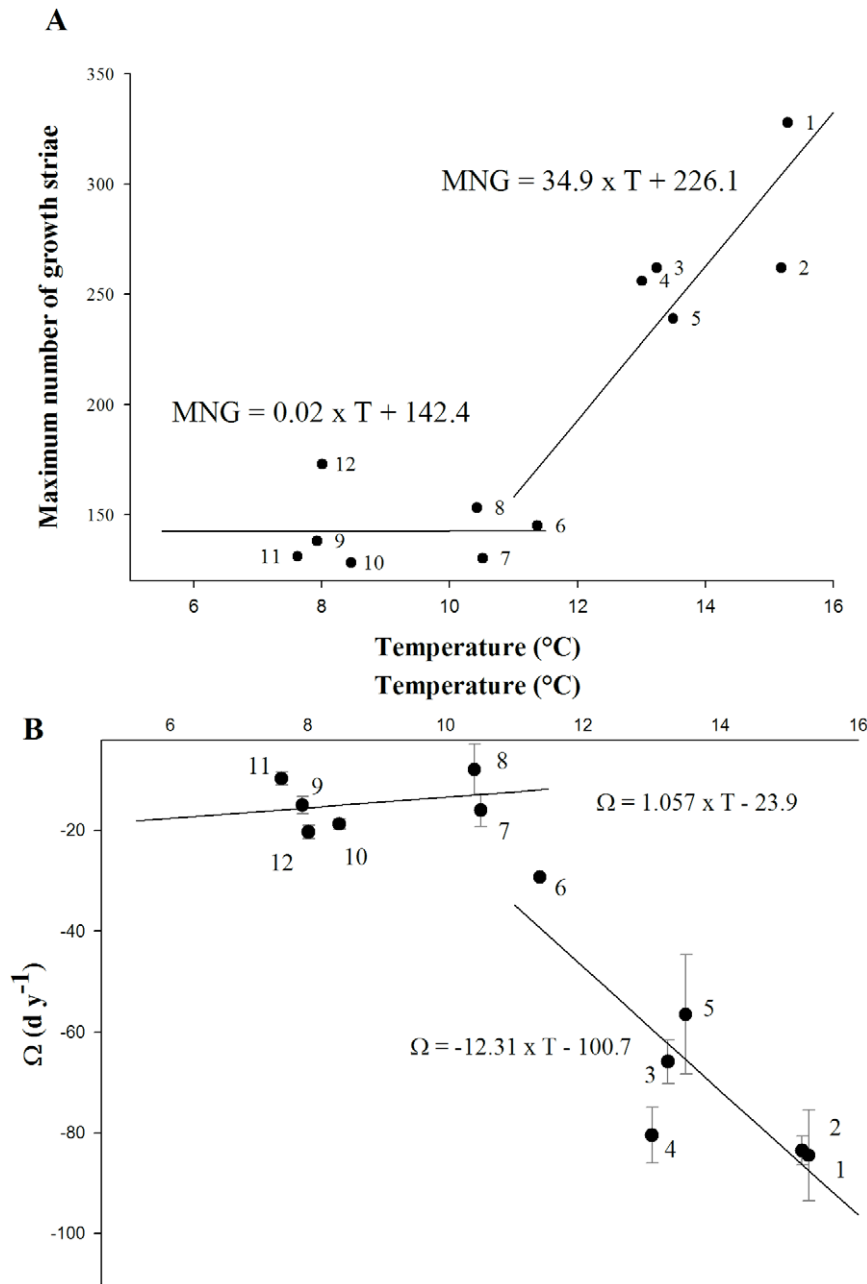 A
Maximum number of growth striae
350
300
250
200
150
MNG = 34.9 x T + 226.1
MNG = 0.02 x T + 142.4
1
2
3
4
5
6
7
8
9
10
11
12
6 8 10 12 14 16
Temperature (°C)
Temperature (°C)
B
6 8 10 12 14 16
Ω (d y⁻¹)
-20
-40
-60
-80
-100
Ω = 1.057 x T - 23.9
Ω = -12.31 x T - 100.7
11
9
12
10
8
7
6
5
3
4
2
1